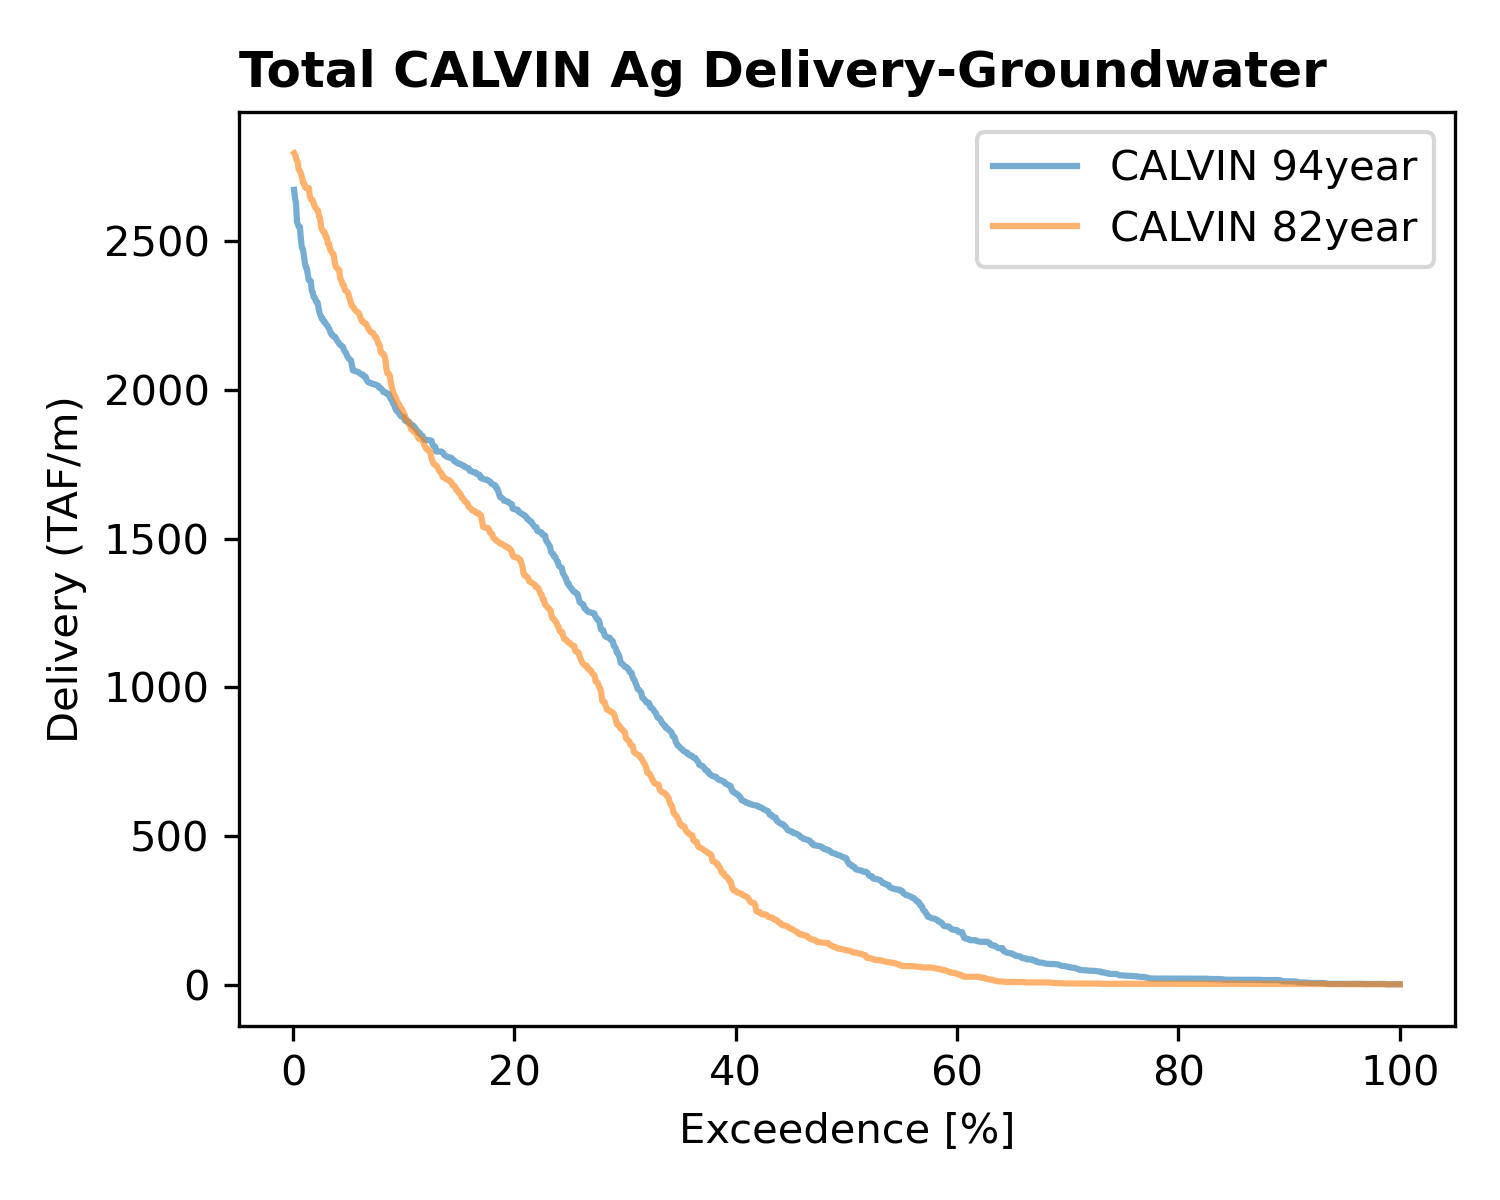 Total CALVIN Ag Delivery-Groundwater
CALVIN 94year
CALVIN 82year
Delivery (TAF/m)
2500
2000
1500
1000
500
0
0 20 40 60 80 100
Exceedence [%]